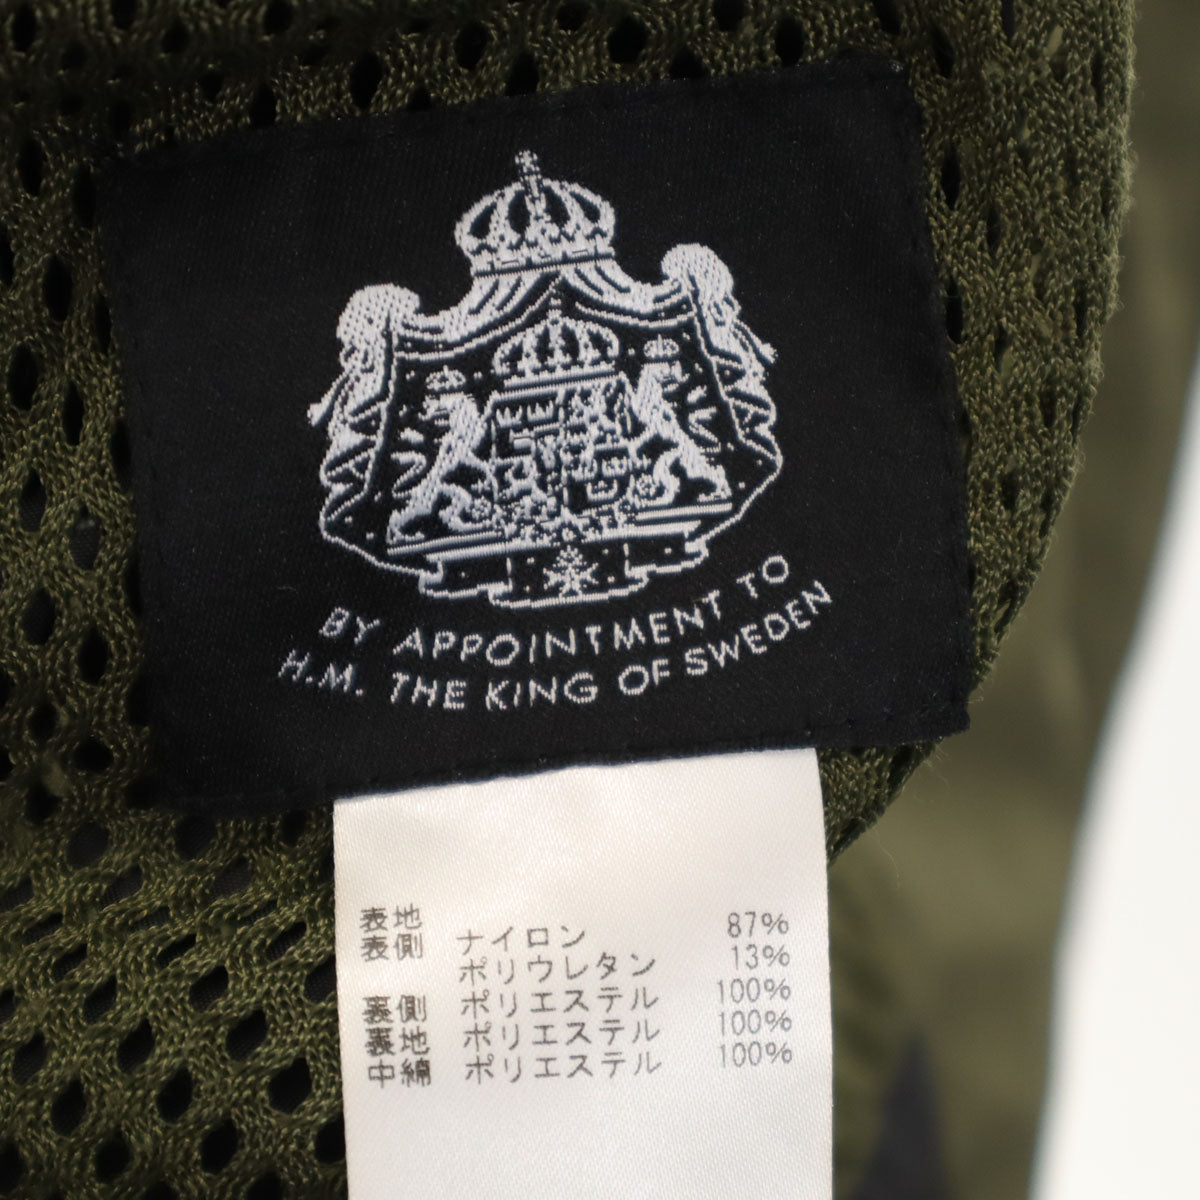 BY APPOINTMENT TO
H.M. THE KING OF SWEDEN
表地
表側 ナイロン 87%
ポリウレタン 13%
裏側 ポリエステル 100%
裏地 ポリエステル 100%
中綿 ポリエステル 100%